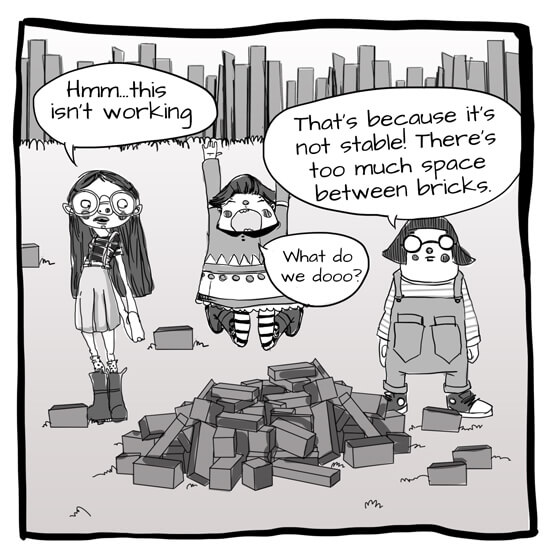 Hmm...this
isn't working
That's because it's
not stable! There's
too much space
between bricks.
What do
we dooo?